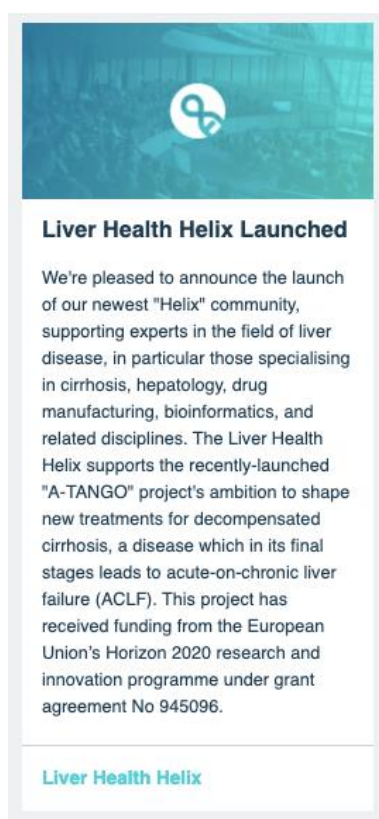 Liver Health Helix Launched
We're pleased to announce the launch
of our newest "Helix" community,
supporting experts in the field of liver
disease, in particular those specialising
in cirrhosis, hepatology, drug
manufacturing, bioinformatics, and
related disciplines. The Liver Health
Helix supports the recently-launched
"A-TANGO" project's ambition to shape
new treatments for decompensated
cirrhosis, a disease which in its final
stages leads to acute-on-chronic liver
failure (ACLF). This project has
received funding from the European
Union's Horizon 2020 research and
innovation programme under grant
agreement No 945096.
Liver Health Helix